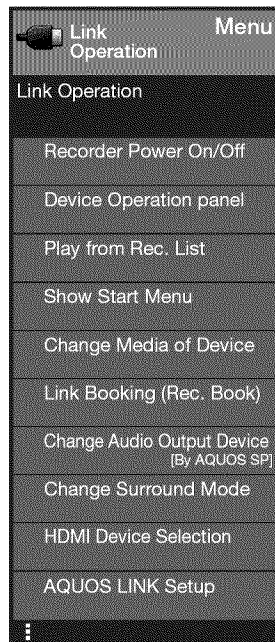 Menu
Link
Operation
Link Operation
Recorder Power On/Off
Device Operation panel
Play from Rec. List
Show Start Menu
Change Media of Device
Link Booking (Rec. Book)
Change Audio Output Device
[By AQUOS SP]
Change Surround Mode
HDMI Device Selection
AQUOS LINK Setup